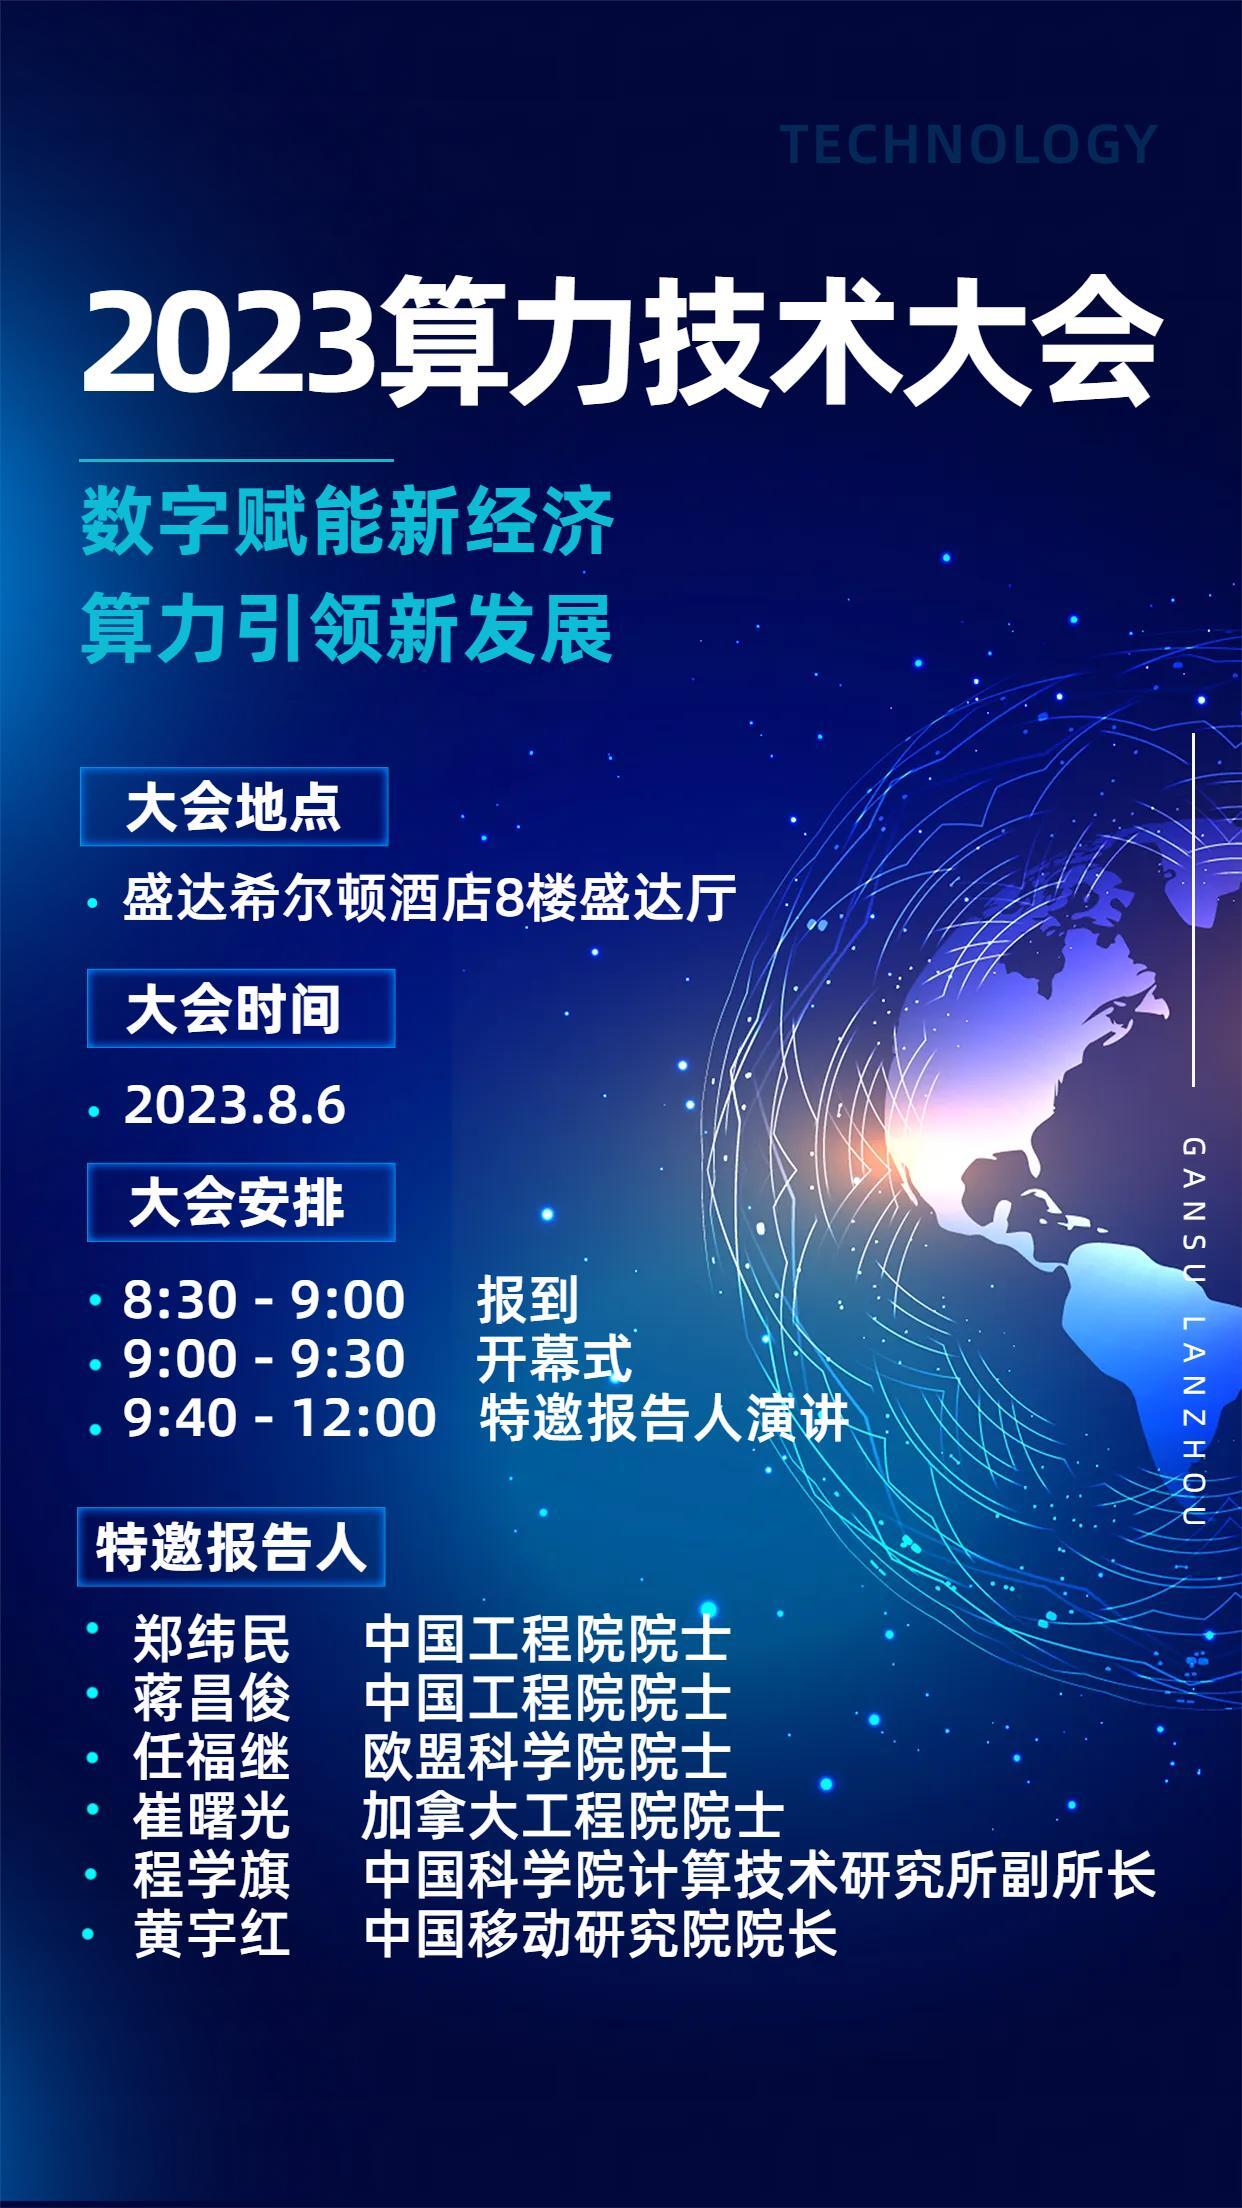 TECHNOLOGY
2023算力技术大会
数字赋能新经济
算力引领新发展
大会地点
盛达希尔顿酒店8楼盛达厅
大会时间
2023.8.6
大会安排
8:30 - 9:00 报到
9:00 - 9:30 开幕式
9:40 - 12:00 特邀报告人演讲
特邀报告人
郑纬民 中国工程院院士
蒋昌俊 中国工程院院士
任福继 欧盟科学院院士
崔曙光 加拿大工程院院士
程学旗 中国科学院计算技术研究所副所长
黄宇红 中国移动研究院院长
GANSU LANZHOU